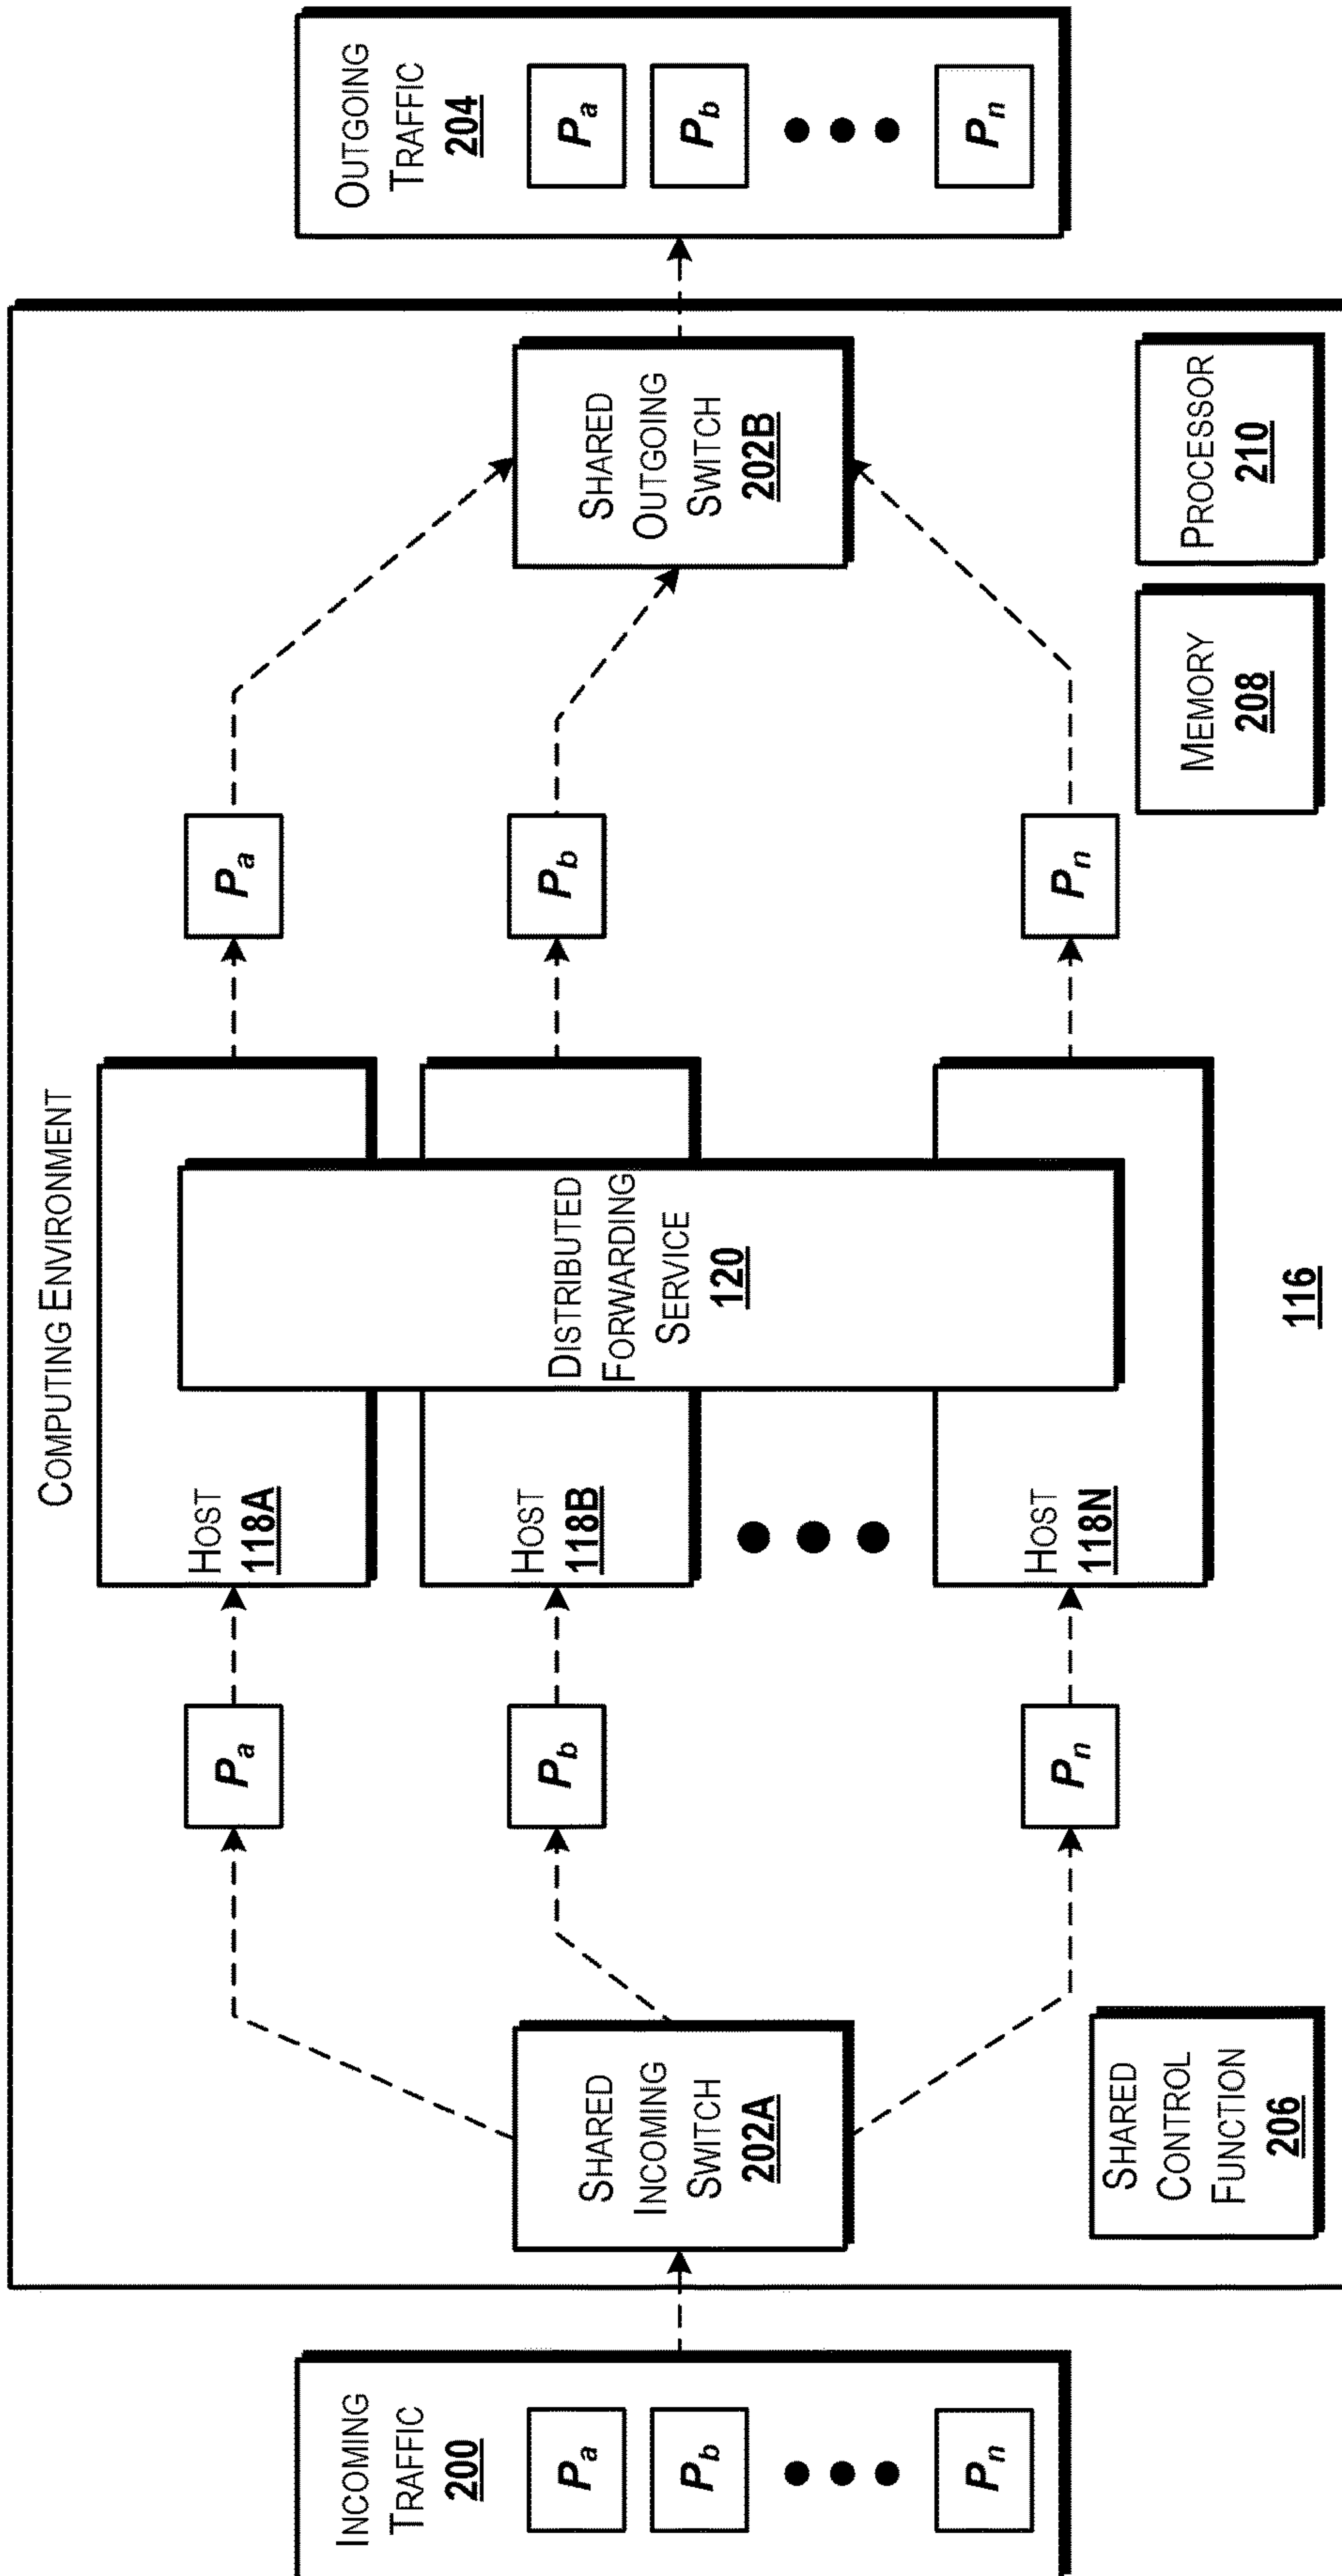 COMPUTING ENVIRONMENT
INCOMING
TRAFFIC
200
Pa
Pb
Pn
SHARED
INCOMING
SWITCH
202A
Pa
Pb
Pn
HOST
118A
HOST
118B
HOST
118N
DISTRIBUTED
FORWARDING
SERVICE
120
Pa
Pb
Pn
SHARED
OUTGOING
SWITCH
202B
OUTGOING
TRAFFIC
204
Pa
Pb
Pn
SHARED
CONTROL
FUNCTION
206
116
MEMORY
208
PROCESSOR
210